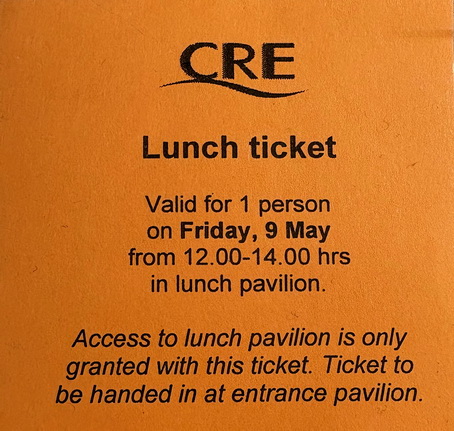 CRE
Lunch ticket
Valid for 1 person
on Friday, 9 May
from 12.00-14.00 hrs
in lunch pavilion.
Access to lunch pavilion is only
granted with this ticket. Ticket to
be handed in at entrance pavilion.